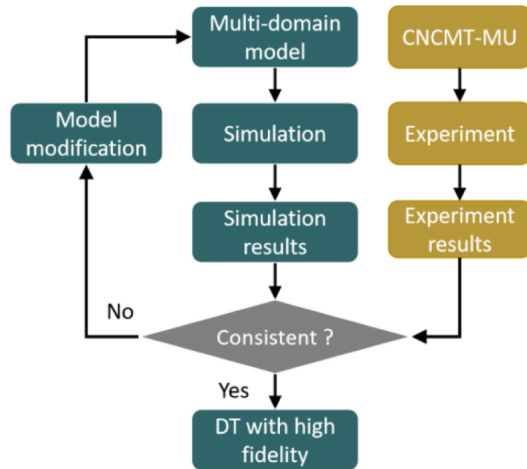 Multi-domain
model
CNCMT-MU
Model
modification
Simulation
Experiment
Simulation
results
Experiment
results
No
Consistent ?
Yes
DT with high
fidelity